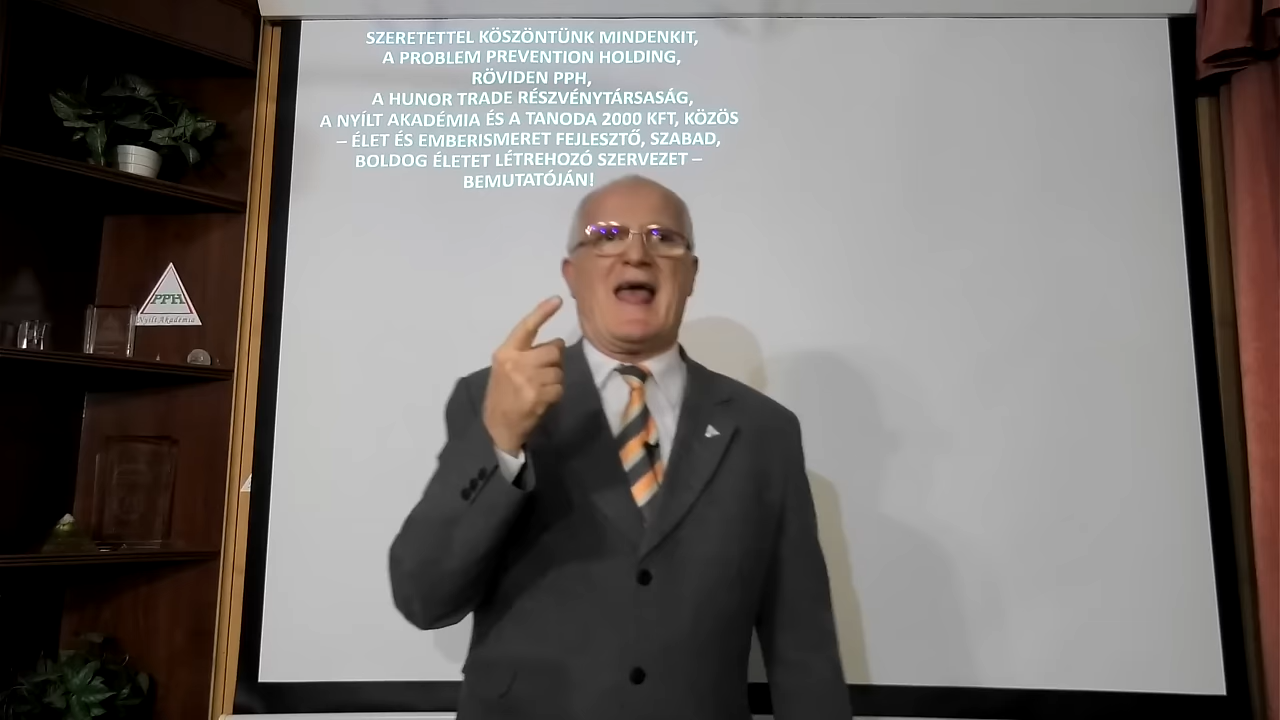 SZERETETTEL KÖSZÖNTÜNK MINDENKIT,
A PROBLEM PREVENTION HOLDING,
RÖVIDEN PPH,
A HUNOR TRADE RÉSZVÉNYTÁRSASÁG,
A NYÍLT AKADÉMIA ÉS A TANODA 2000 KFT, KÖZÖS
– ÉLET ÉS EMBERISMERET FEJLESZTŐ, SZABAD,
BOLDOG ÉLETET LÉTREHOZÓ SZERVEZET –
BEMUTATÓJÁN!
PPH
Nyílt Akadémia